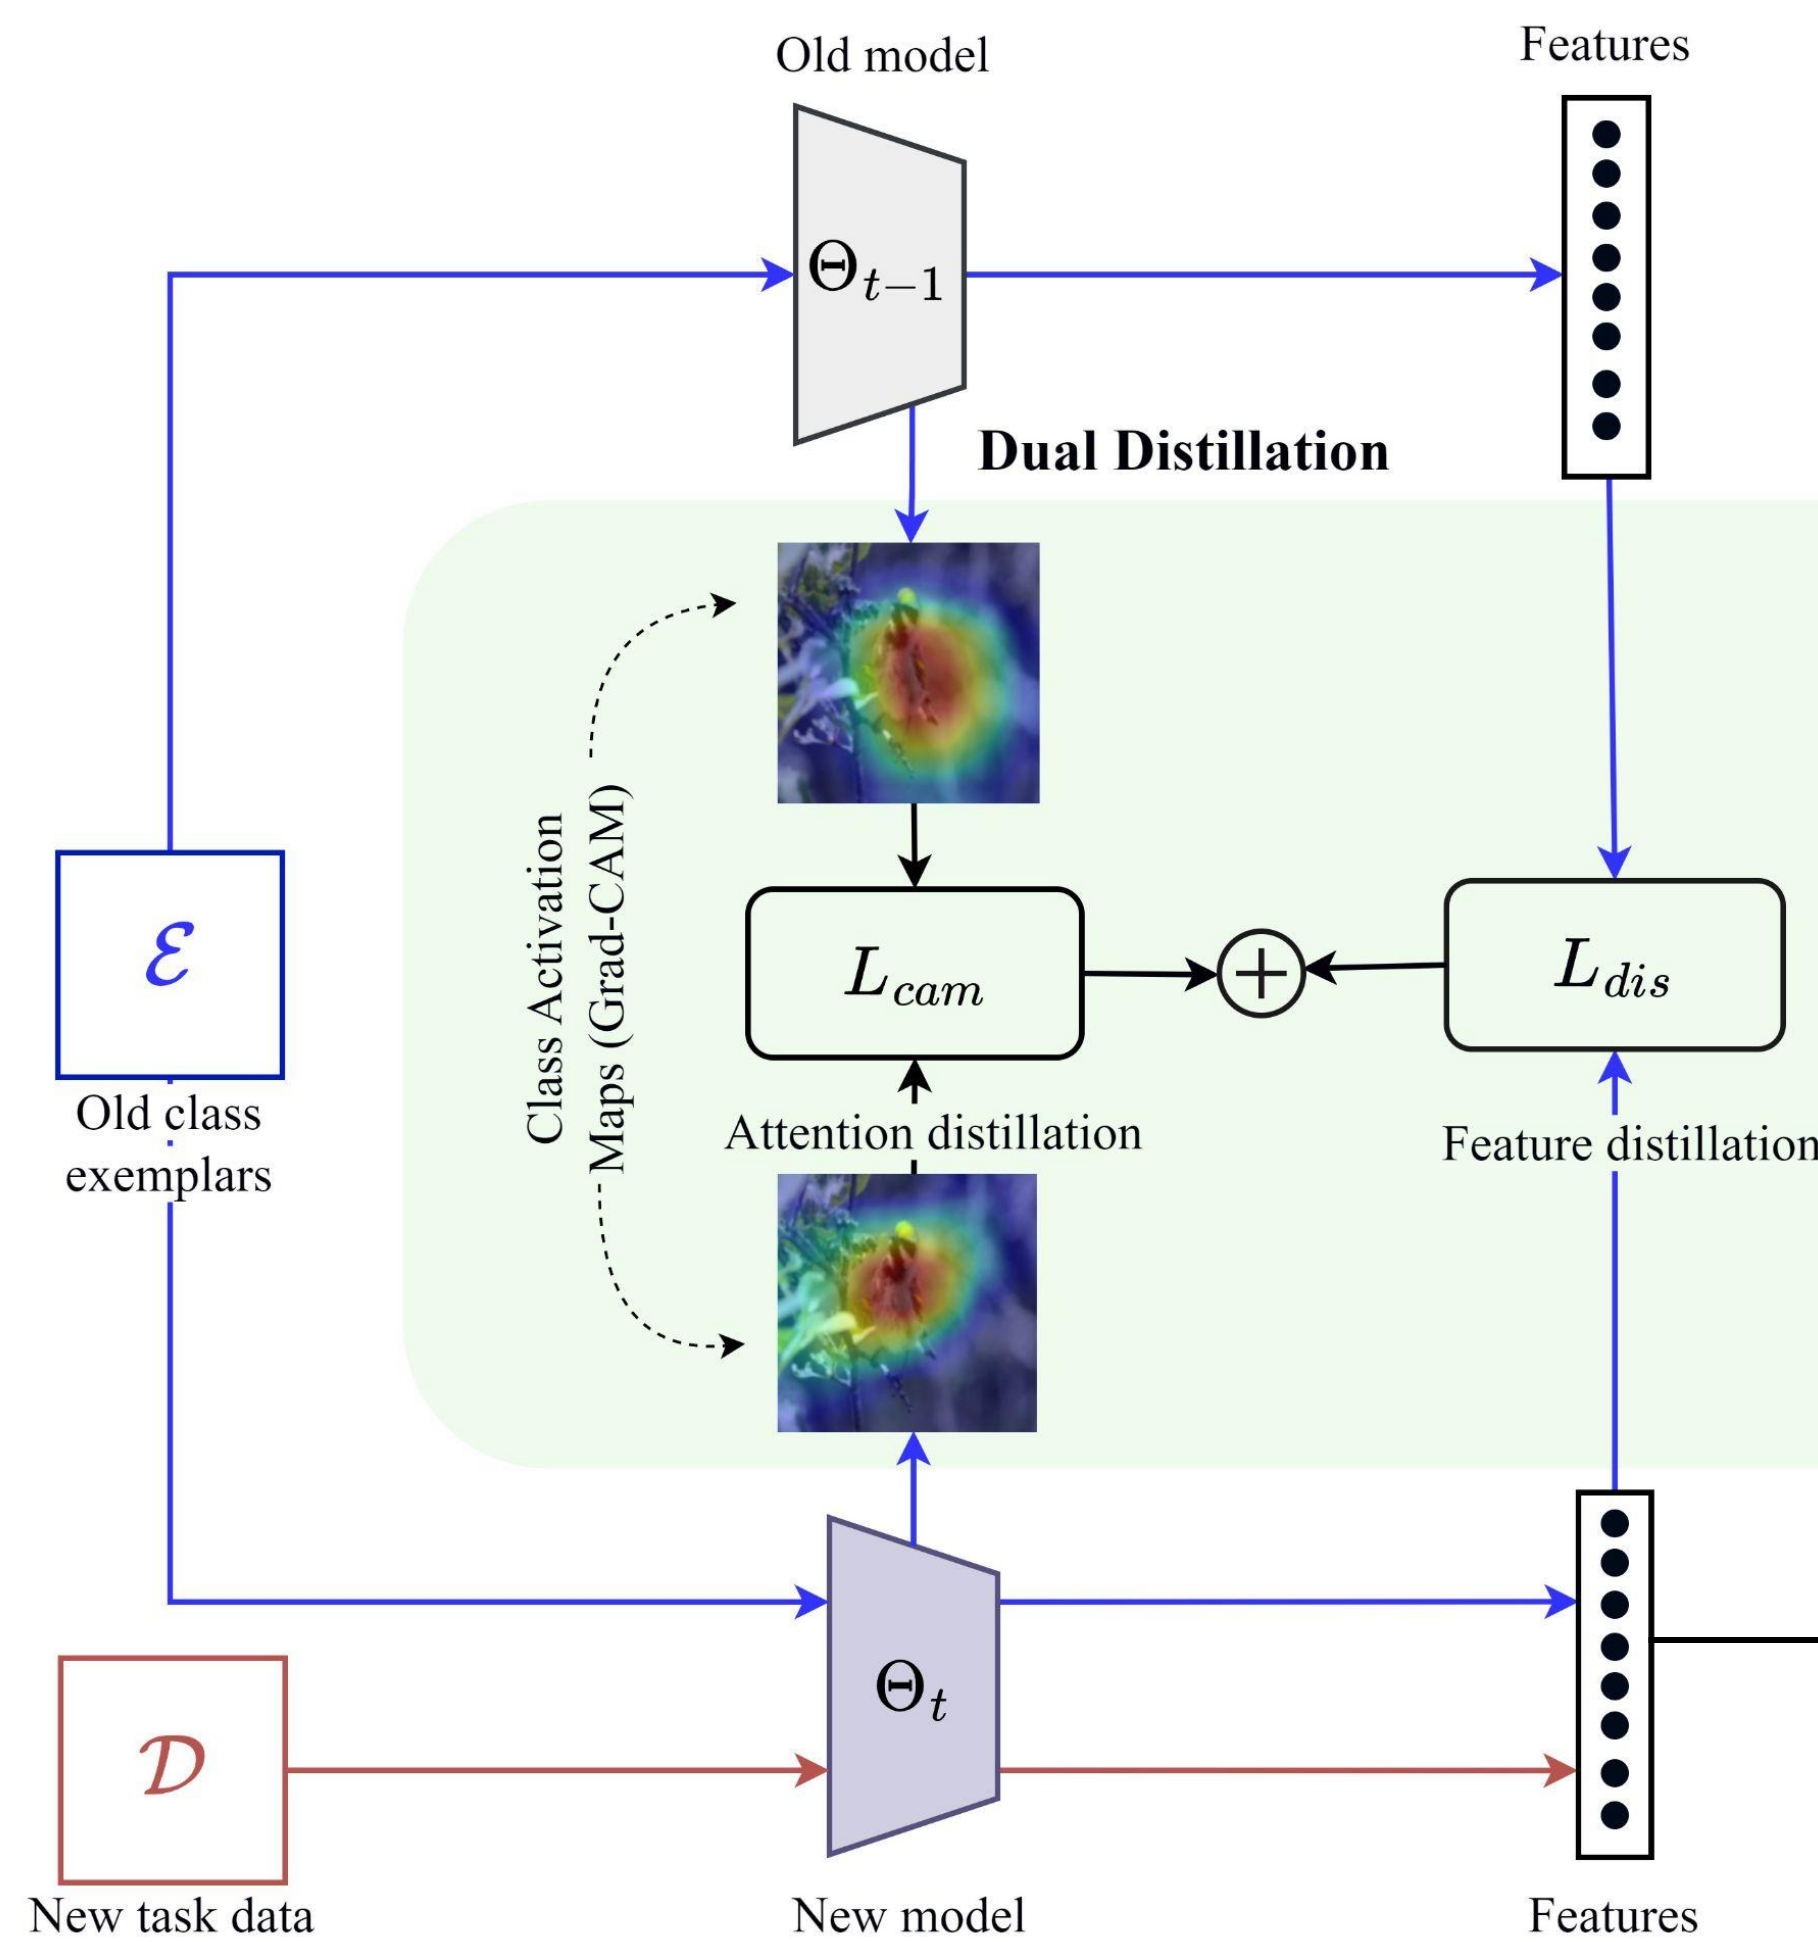 Old model
Features
Θ_{t−1}
Dual Distillation
Class Activation
Maps (Grad-CAM)
ℰ
L_{cam}
+
L_{dis}
Old class
exemplars
Attention distillation
Feature distillation
Θ_t
𝒟
New task data
New model
Features